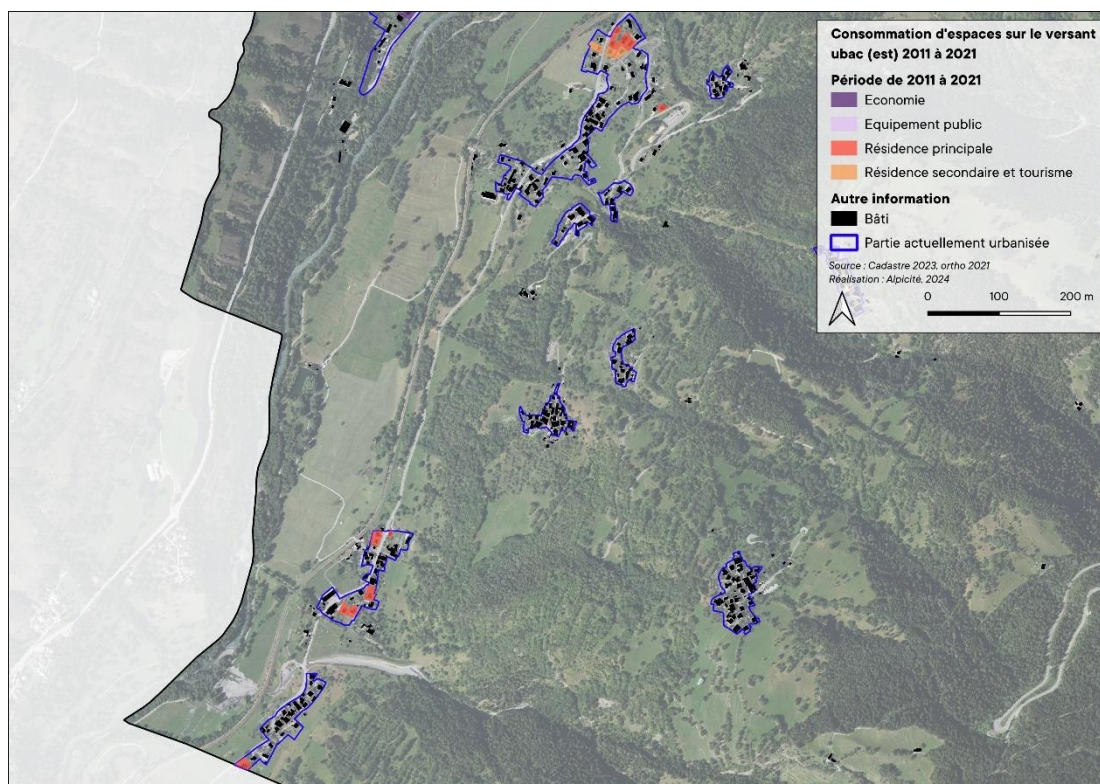 Consommation d'espaces sur le versant
ubac (est) 2011 à 2021
Période de 2011 à 2021
Economie
Equipement public
Résidence principale
Résidence secondaire et tourisme
Autre information
Bâti
Partie actuellement urbanisée
Source : Cadastre 2023, ortho 2021
Réalisation : Alpicité, 2024
0 100 200 m